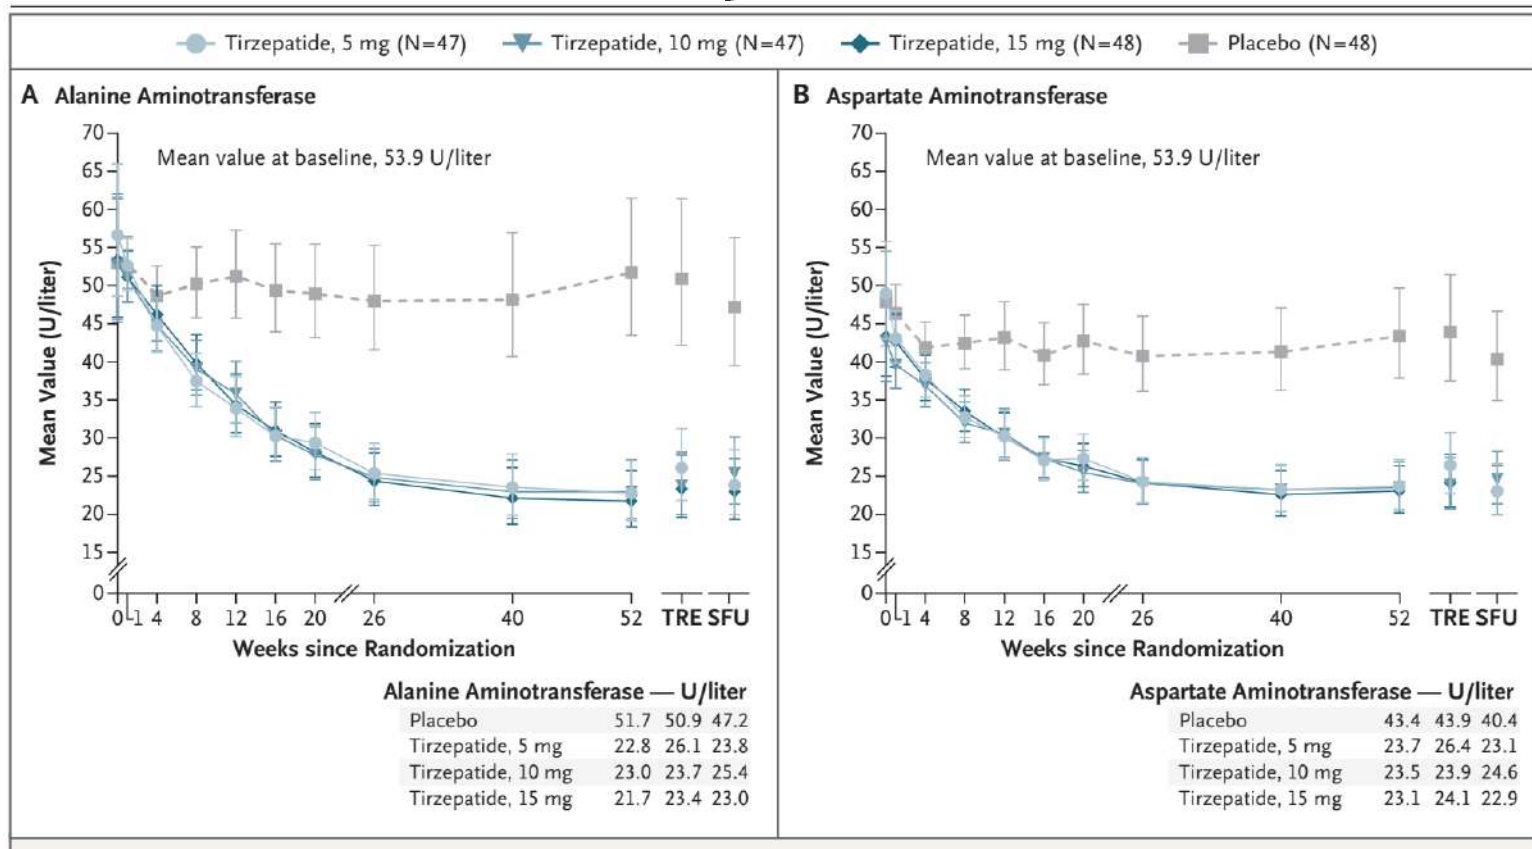 Tirzepatide, 5 mg (N=47) Tirzepatide, 10 mg (N=47) Tirzepatide, 15 mg (N=48) Placebo (N=48)
A Alanine Aminotransferase
Mean value at baseline, 53.9 U/liter
Mean Value (U/liter)
70
65
60
55
50
45
40
35
30
25
20
15
0
0 1 4 8 12 16 20 26 40 52 TRE SFU
Weeks since Randomization
Alanine Aminotransferase — U/liter
Placebo 51.7 50.9 47.2
Tirzepatide, 5 mg 22.8 26.1 23.8
Tirzepatide, 10 mg 23.0 23.7 25.4
Tirzepatide, 15 mg 21.7 23.4 23.0
B Aspartate Aminotransferase
Mean value at baseline, 53.9 U/liter
Mean Value (U/liter)
70
65
60
55
50
45
40
35
30
25
20
15
0
0 1 4 8 12 16 20 26 40 52 TRE SFU
Weeks since Randomization
Aspartate Aminotransferase — U/liter
Placebo 43.4 43.9 40.4
Tirzepatide, 5 mg 23.7 26.4 23.1
Tirzepatide, 10 mg 23.5 23.9 24.6
Tirzepatide, 15 mg 23.1 24.1 22.9